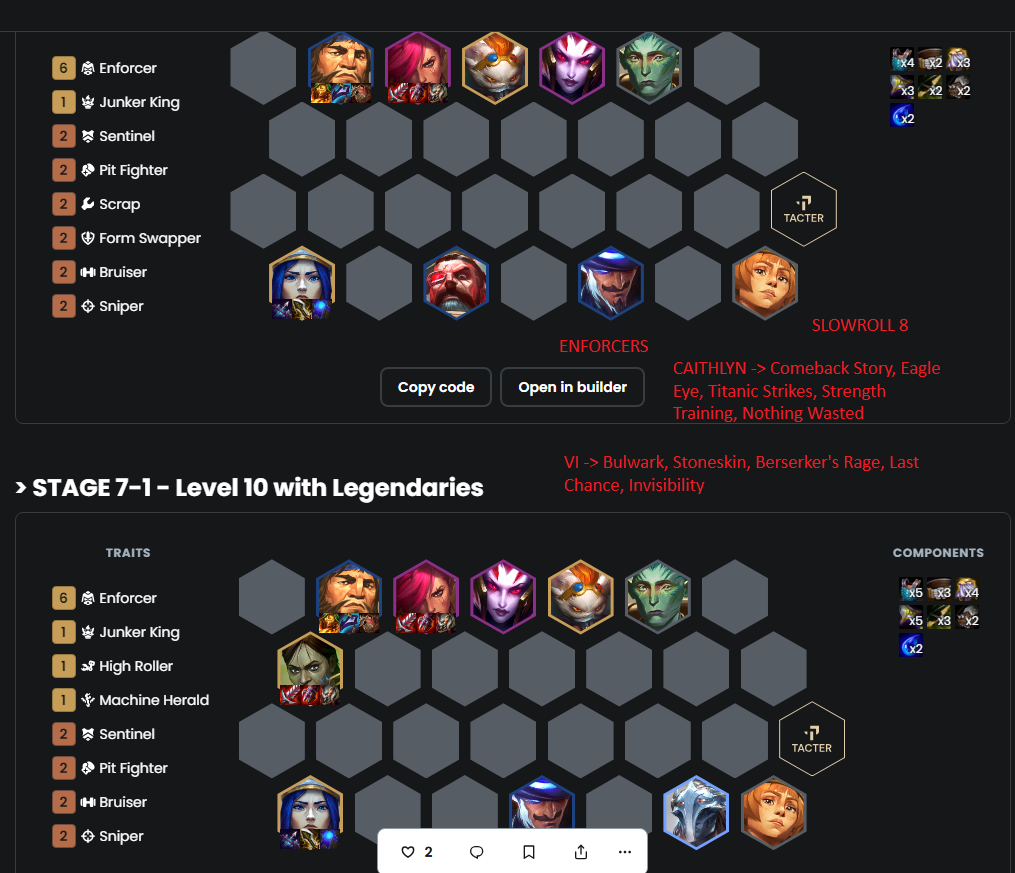 6 Enforcer
1 Junker King
2 Sentinel
2 Pit Fighter
2 Scrap
2 Form Swapper
2 Bruiser
2 Sniper
x4 x2 x3
x3 x2 x2
x2
TACTER
SLOWROLL 8
ENFORCERS
CAITHLYN -> Comeback Story, Eagle
Eye, Titanic Strikes, Strength
Training, Nothing Wasted
Copy code
Open in builder
VI -> Bulwark, Stoneskin, Berserker's Rage, Last
Chance, Invisibility
> STAGE 7-1 - Level 10 with Legendaries
TRAITS
COMPONENTS
6 Enforcer
1 Junker King
1 High Roller
1 Machine Herald
2 Sentinel
2 Pit Fighter
2 Bruiser
2 Sniper
x5 x3 x4
x5 x3 x2
x2
TACTER
2